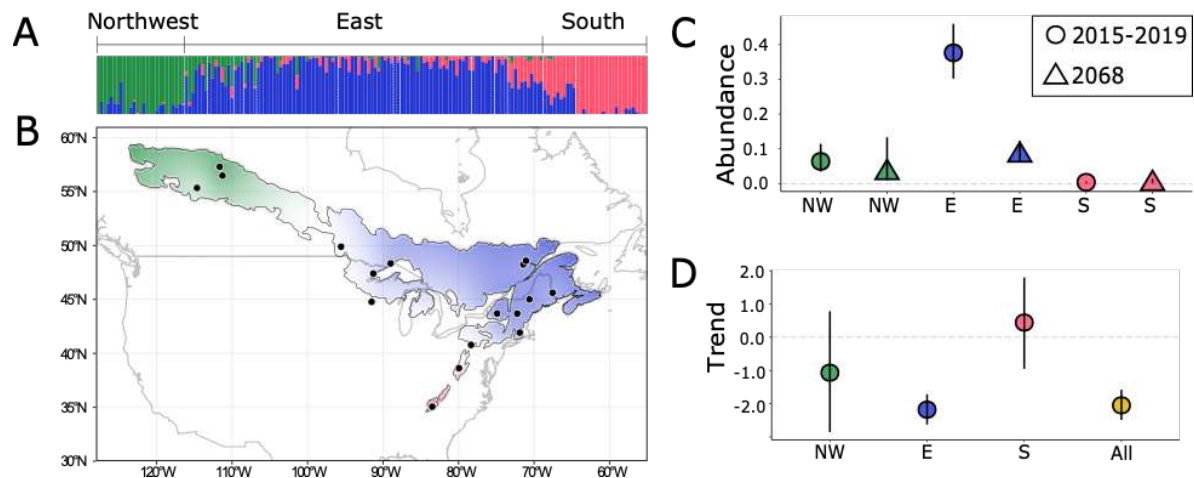 A
Northwest
East
South
B
60°N
55°N
50°N
45°N
40°N
35°N
30°N
120°W
110°W
100°W
90°W
80°W
70°W
60°W
C
Abundance
0.4
0.3
0.2
0.1
0.0
NW
NW
E
E
S
S
2015-2019
2068
D
Trend
2.0
1.0
0.0
-1.0
-2.0
NW
E
S
All